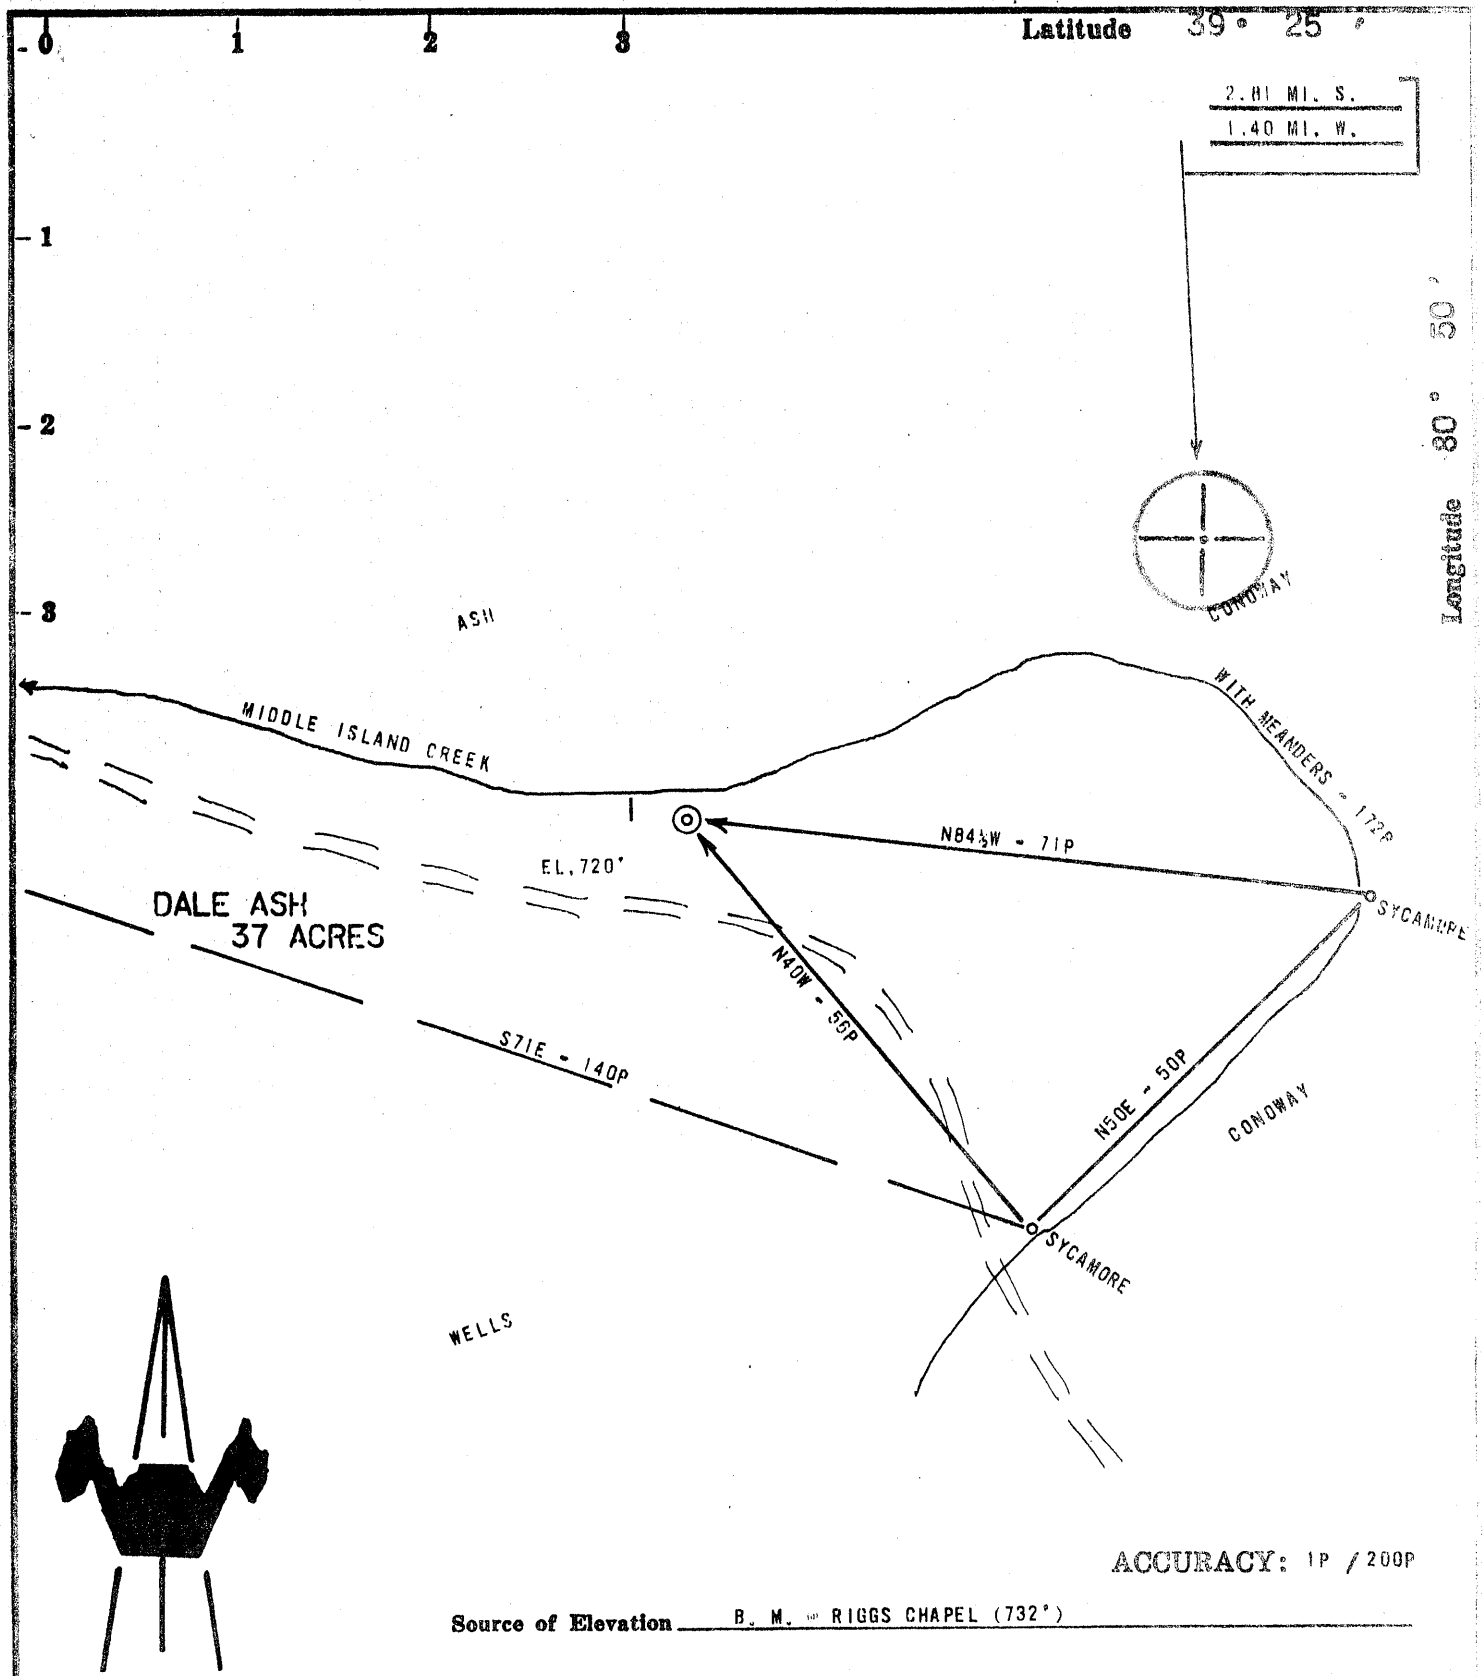 0 1 2 3
Latitude 39° 25'
2.81 MI. S.
1.40 MI. W.
- 1
- 2
- 3
Longitude 80° 50'
CONOWAY
ASH
WITH MEANDERS - 172P
MIDDLE ISLAND CREEK
N84½W - 71P
EL. 720'
SYCAMORE
DALE ASH
37 ACRES
N40W - 56P
S71E - 140P
N50E - 50P
CONOWAY
SYCAMORE
WELLS
ACCURACY: 1P / 200P
Source of Elevation B. M. - RIGGS CHAPEL (732')